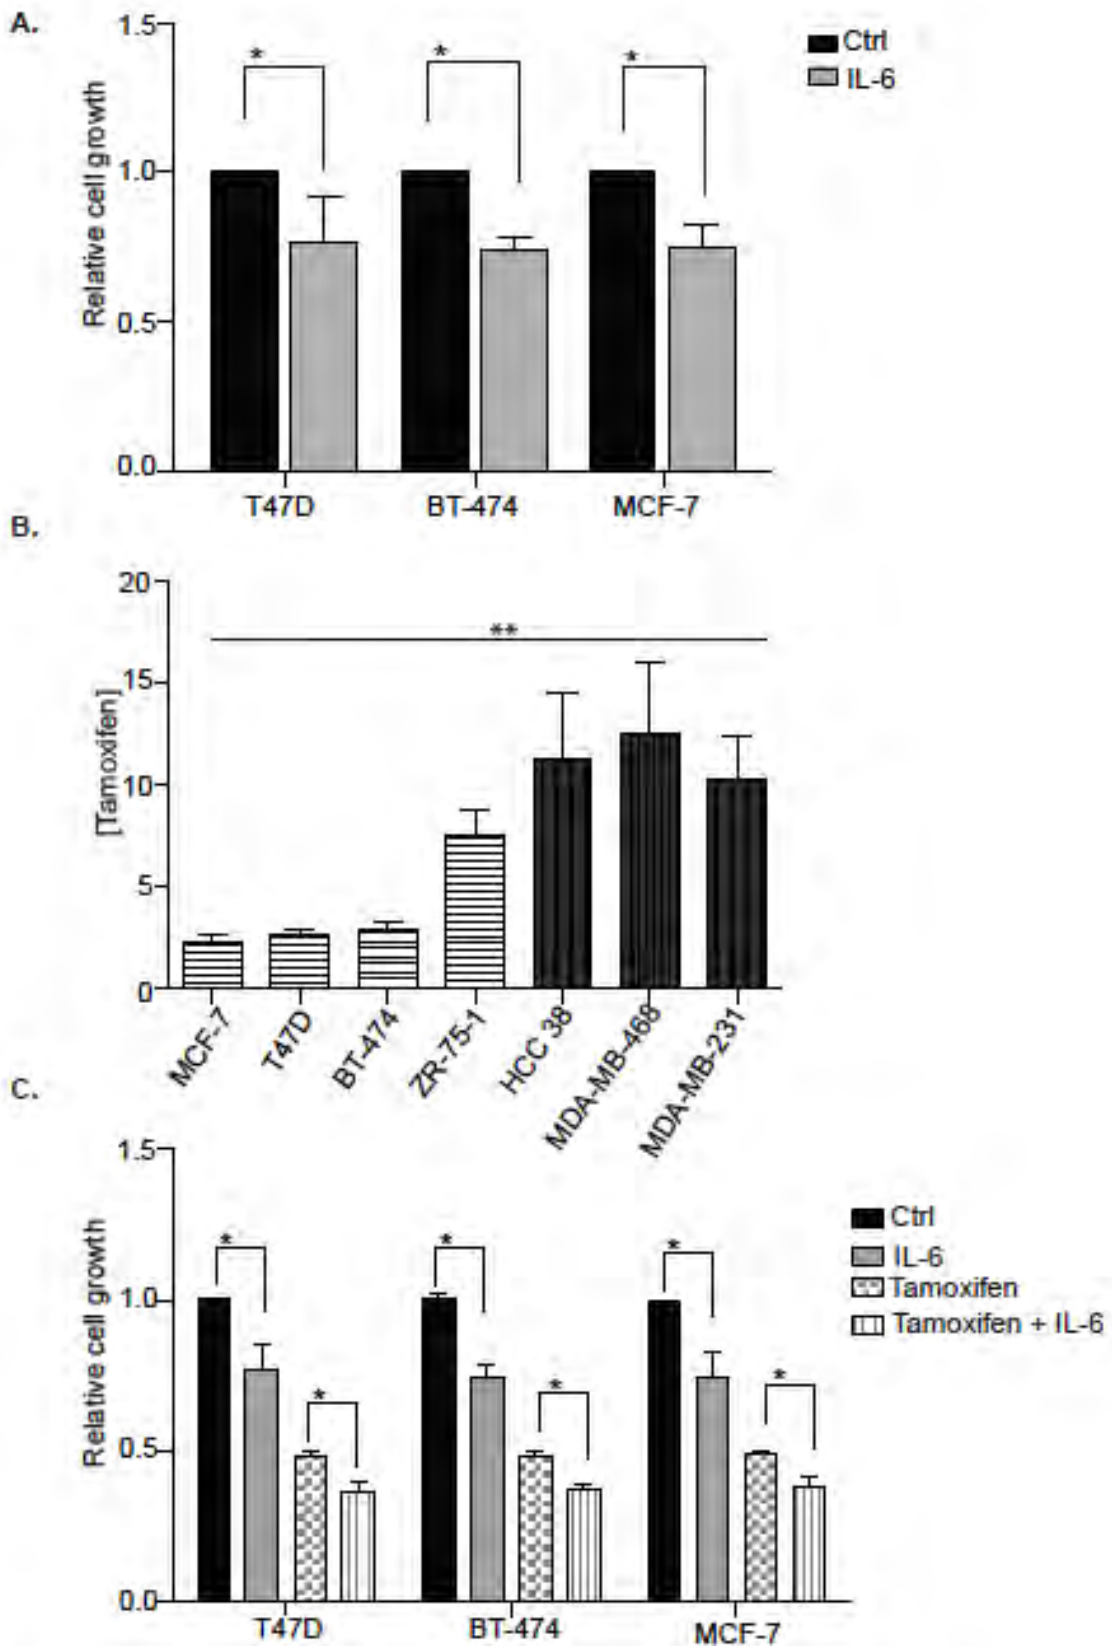 A.
1.5
1.0
0.5
0.0
Relative cell growth
* * *
Ctrl
IL-6
T47D BT-474 MCF-7
B.
20
15
10
5
0
[Tamoxifen]
**
MCF-7
T47D
BT-474
ZR-75-1
HCC 38
MDA-MB-468
MDA-MB-231
C.
1.5
1.0
0.5
0.0
Relative cell growth
* * *
* * *
Ctrl
IL-6
Tamoxifen
Tamoxifen + IL-6
T47D BT-474 MCF-7